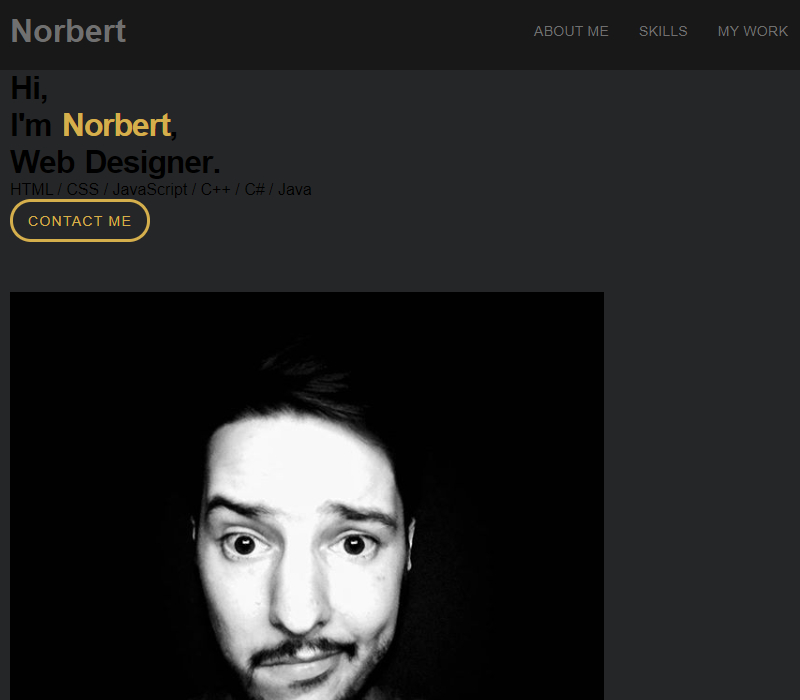 Norbert
ABOUT ME SKILLS MY WORK
Hi,
I'm Norbert,
Web Designer.
HTML / CSS / JavaScript / C++ / C# / Java
CONTACT ME